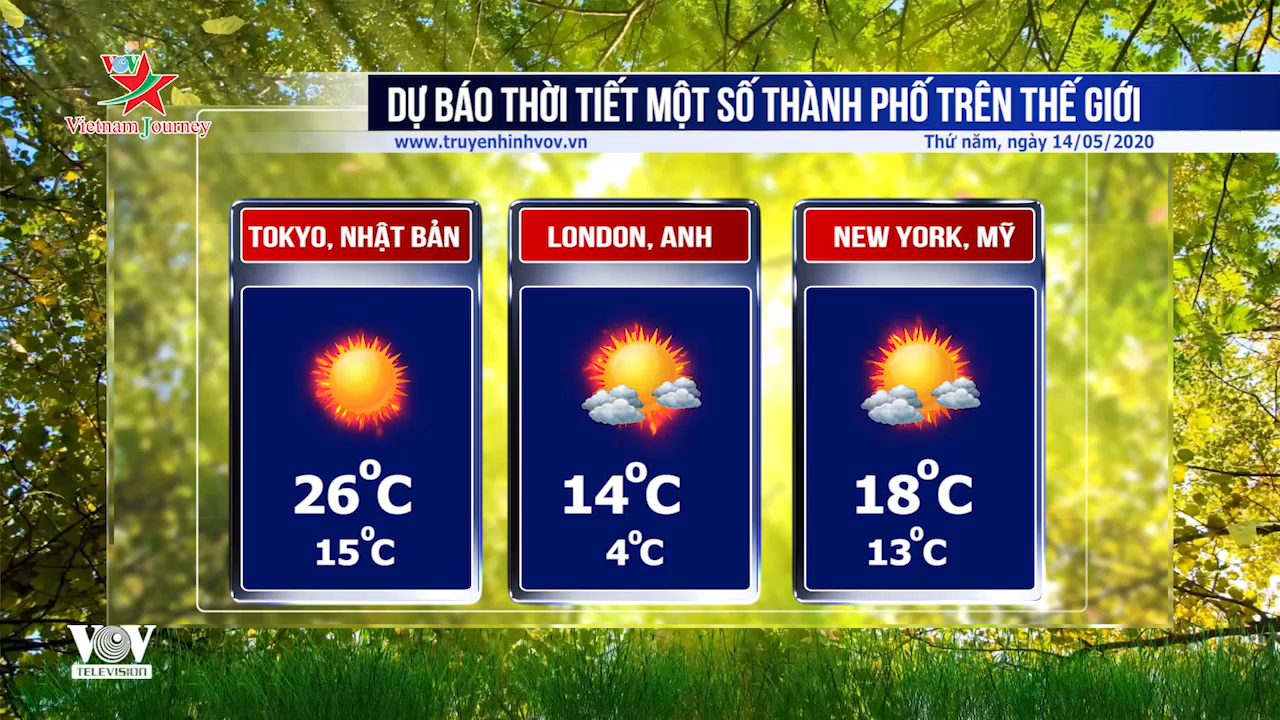 VOV
Vietnam Journey
DỰ BÁO THỜI TIẾT MỘT SỐ THÀNH PHỐ TRÊN THẾ GIỚI
www.truyenhinhvov.vn
Thứ năm, ngày 14/05/2020
TOKYO, NHẬT BẢN
26°C
15°C
LONDON, ANH
14°C
4°C
NEW YORK, MỸ
18°C
13°C
VOV
TELEVISION